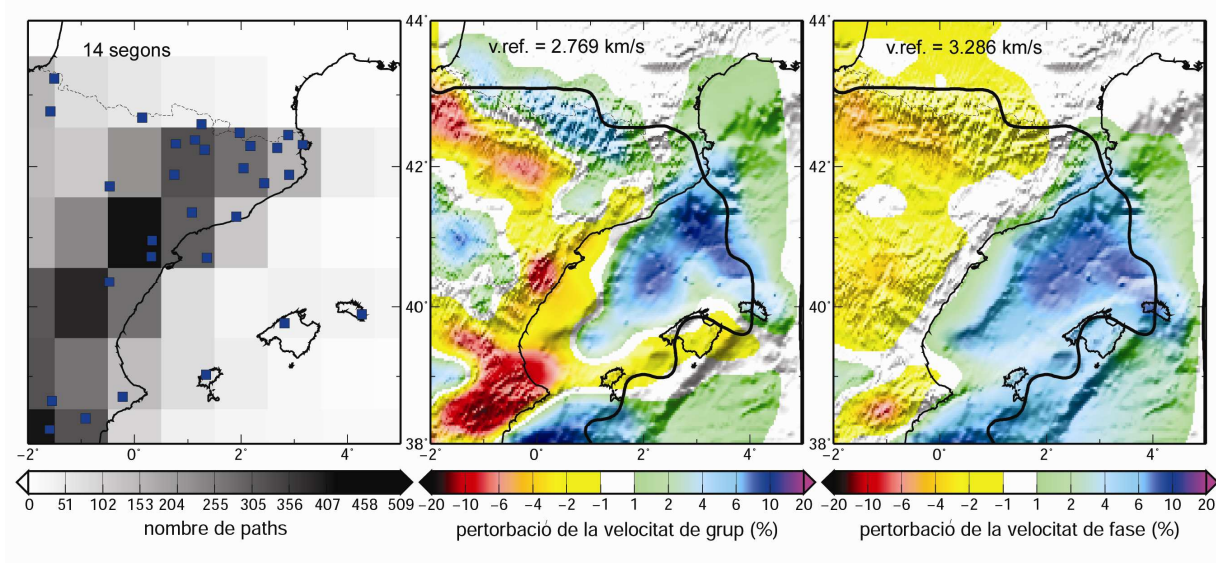 44° 44°
14 segons v.ref. = 2.769 km/s v.ref. = 3.286 km/s
42° 42°
40° 40°
38° 38°
−2° 0° 2° 4° −2° 0° 2° 4° −2° 0° 2° 4°
0 51 102 153 204 255 305 356 407 458 509 −20 −10 −6 −4 −2 −1 1 2 4 6 10 20 −20 −10 −6 −4 −2 −1 1 2 4 6 10 20
nombre de paths pertorbació de la velocitat de grup (%) pertorbació de la velocitat de fase (%)